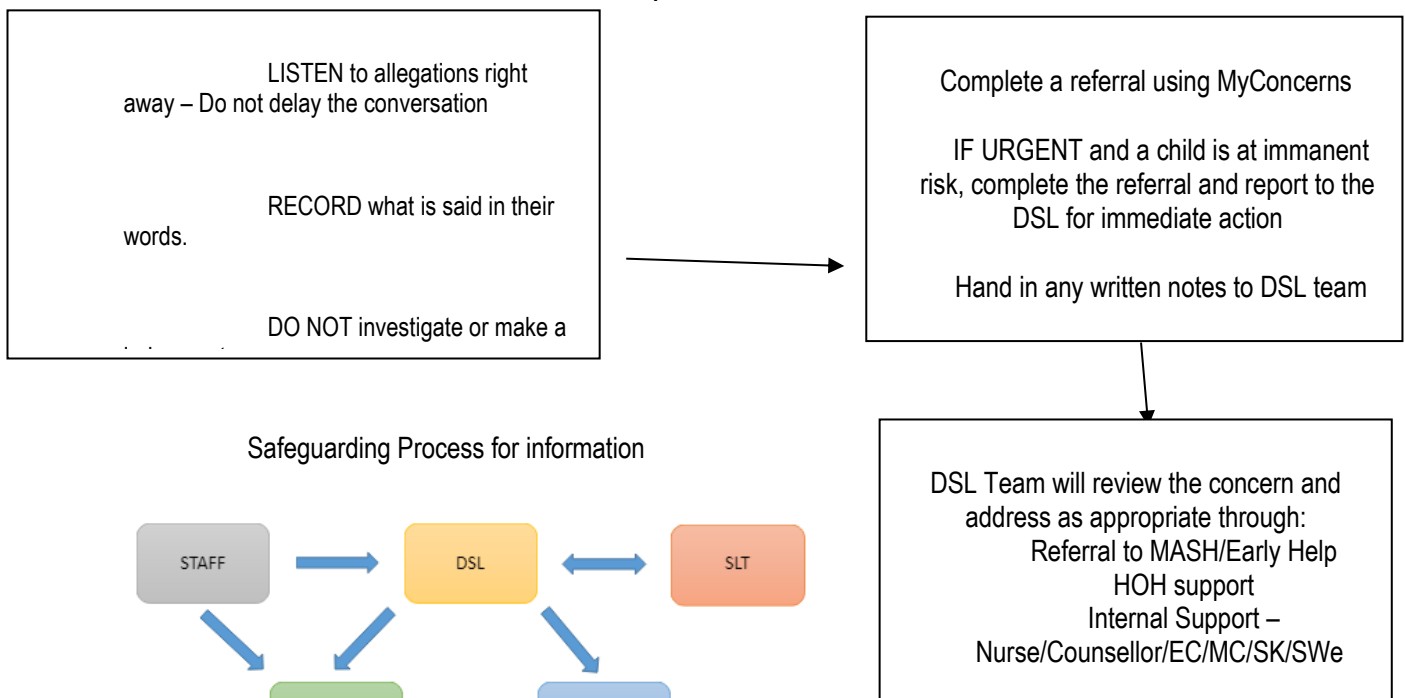 LISTEN to allegations right
away – Do not delay the conversation
RECORD what is said in their
words.
DO NOT investigate or make a
Complete a referral using MyConcerns
IF URGENT and a child is at immanent
risk, complete the referral and report to the
DSL for immediate action
Hand in any written notes to DSL team
DSL Team will review the concern and
address as appropriate through:
Referral to MASH/Early Help
HOH support
Internal Support –
Nurse/Counsellor/EC/MC/SK/SWe
Safeguarding Process for information
STAFF
DSL
SLT